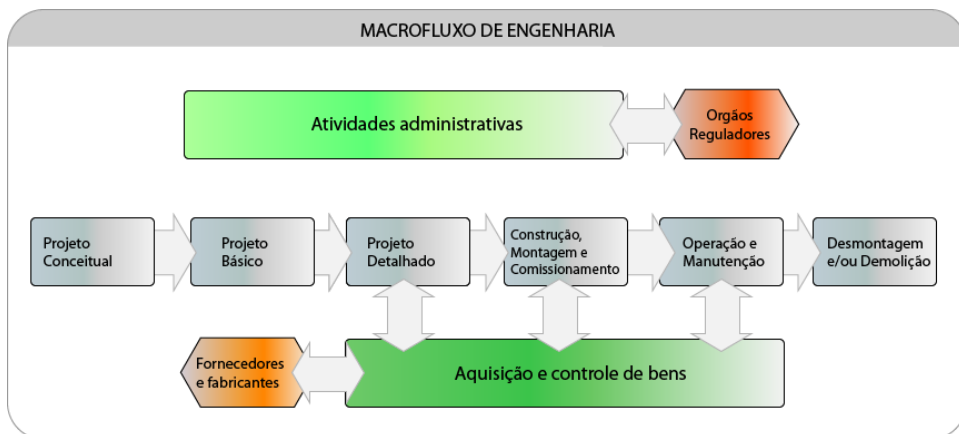 MACROFLUXO DE ENGENHARIA
Atividades administrativas
Orgãos
Reguladores
Projeto
Conceitual
Projeto
Básico
Projeto
Detalhado
Construção,
Montagem e
Comissionamento
Operação e
Manutenção
Desmontagem
e/ou Demolição
Fornecedores
e fabricantes
Aquisição e controle de bens